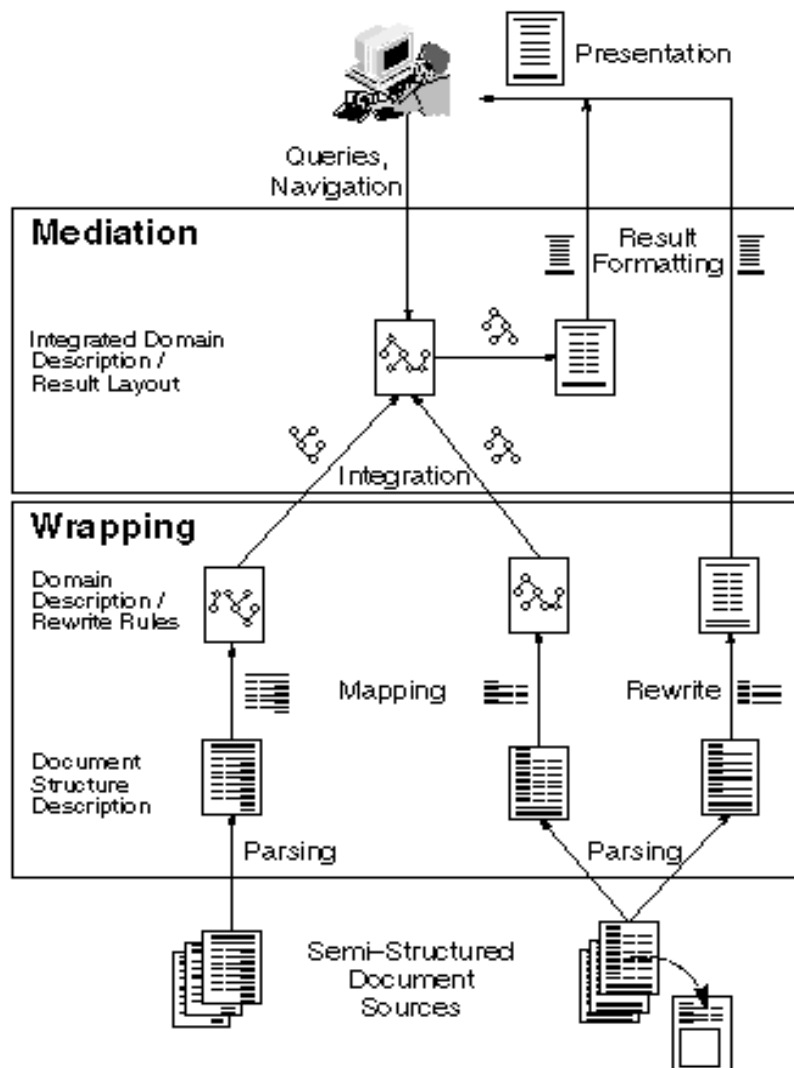 Presentation
Queries,
Navigation
Mediation
Result
Formatting
Integrated Domain
Description /
Result Layout
Integration
Wrapping
Domain
Description /
Rewrite Rules
Mapping
Rewrite
Document
Structure
Description
Parsing
Parsing
Semi-Structured
Document
Sources